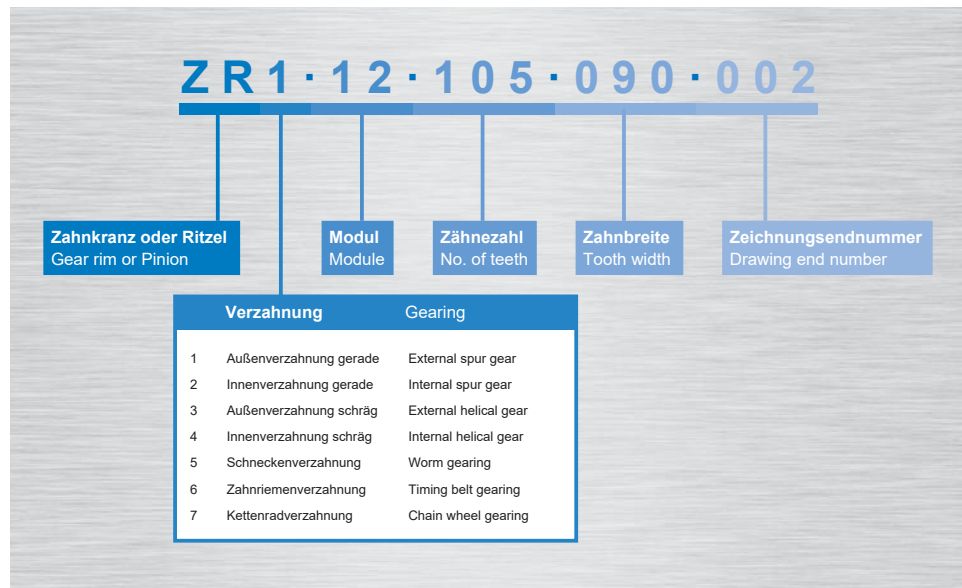 ZR1·12·105·090·002
Zahnkranz oder Ritzel
Gear rim or Pinion
Modul
Module
Zähnezahl
No. of teeth
Zahnbreite
Tooth width
Zeichnungsendnummer
Drawing end number
Verzahnung Gearing
1 Außenverzahnung gerade External spur gear
2 Innenverzahnung gerade Internal spur gear
3 Außenverzahnung schräg External helical gear
4 Innenverzahnung schräg Internal helical gear
5 Schneckenverzahnung Worm gearing
6 Zahnriemenverzahnung Timing belt gearing
7 Kettenradverzahnung Chain wheel gearing